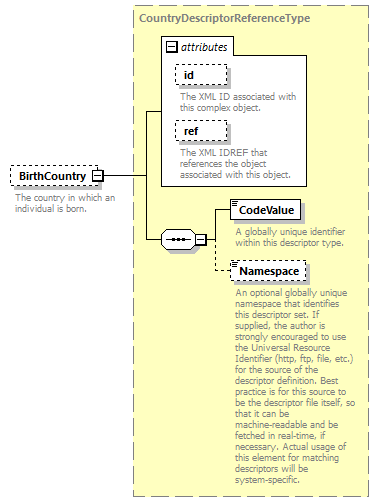 CountryDescriptorReferenceType
attributes
id
The XML ID associated with
this complex object.
ref
The XML IDREF that
references the object
associated with this object.
BirthCountry
The country in which an
individual is born.
CodeValue
A globally unique identifier
within this descriptor type.
Namespace
An optional globally unique
namespace that identifies
this descriptor set. If
supplied, the author is
strongly encouraged to use
the Universal Resource
Identifier (http, ftp, file, etc.)
for the source of the
descriptor definition. Best
practice is for this source to
be the descriptor file itself, so
that it can be
machine-readable and be
fetched in real-time, if
necessary. Actual usage of
this element for matching
descriptors will be
system-specific.